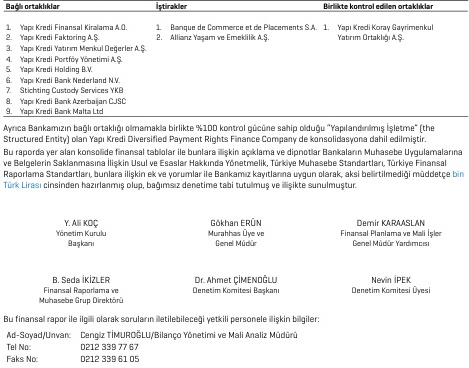 Bağlı ortaklıklar İştirakler Birlikte kontrol edilen ortaklıklar
1. Yapı Kredi Finansal Kiralama A.O. 1. Banque de Commerce et de Placements S.A. 1. Yapı Kredi Koray Gayrimenkul
2. Yapı Kredi Faktoring A.Ş. 2. Allianz Yaşam ve Emeklilik A.Ş. Yatırım Ortaklığı A.Ş.
3. Yapı Kredi Yatırım Menkul Değerler A.Ş.
4. Yapı Kredi Portföy Yönetimi A.Ş.
5. Yapı Kredi Holding B.V.
6. Yapı Kredi Bank Nederland N.V.
7. Stichting Custody Services YKB
8. Yapı Kredi Bank Azerbaijan CJSC
9. Yapı Kredi Bank Malta Ltd
Ayrıca Bankamızın bağlı ortaklığı olmamakla birlikte %100 kontrol gücüne sahip olduğu "Yapılandırılmış İşletme" (the
Structured Entity) olan Yapı Kredi Diversified Payment Rights Finance Company de konsolidasyona dahil edilmiştir.
Bu raporda yer alan konsolide finansal tablolar ile bunlara ilişkin açıklama ve dipnotlar Bankaların Muhasebe Uygulamalarına
ve Belgelerin Saklanmasına İlişkin Usul ve Esaslar Hakkında Yönetmelik, Türkiye Muhasebe Standartları, Türkiye Finansal
Raporlama Standartları, bunlara ilişkin ek ve yorumlar ile Bankamız kayıtlarına uygun olarak, aksi belirtilmediği müddetçe bin
Türk Lirası cinsinden hazırlanmış olup, bağımsız denetime tabi tutulmuş ve ilişikte sunulmuştur.
Y. Ali KOÇ Gökhan ERÜN Demir KARAASLAN
Yönetim Kurulu Murahhas Üye ve Finansal Planlama ve Mali İşler
Başkanı Genel Müdür Genel Müdür Yardımcısı
B. Seda İKİZLER Dr. Ahmet ÇİMENOĞLU Nevin İPEK
Finansal Raporlama ve Denetim Komitesi Başkanı Denetim Komitesi Üyesi
Muhasebe Grup Direktörü
Bu finansal rapor ile ilgili olarak soruların iletilebileceği yetkili personele ilişkin bilgiler:
Ad-Soyad/Unvan: Cengiz TİMUROĞLU/Bilanço Yönetimi ve Mali Analiz Müdürü
Tel No: 0212 339 77 67
Faks No: 0212 339 61 05